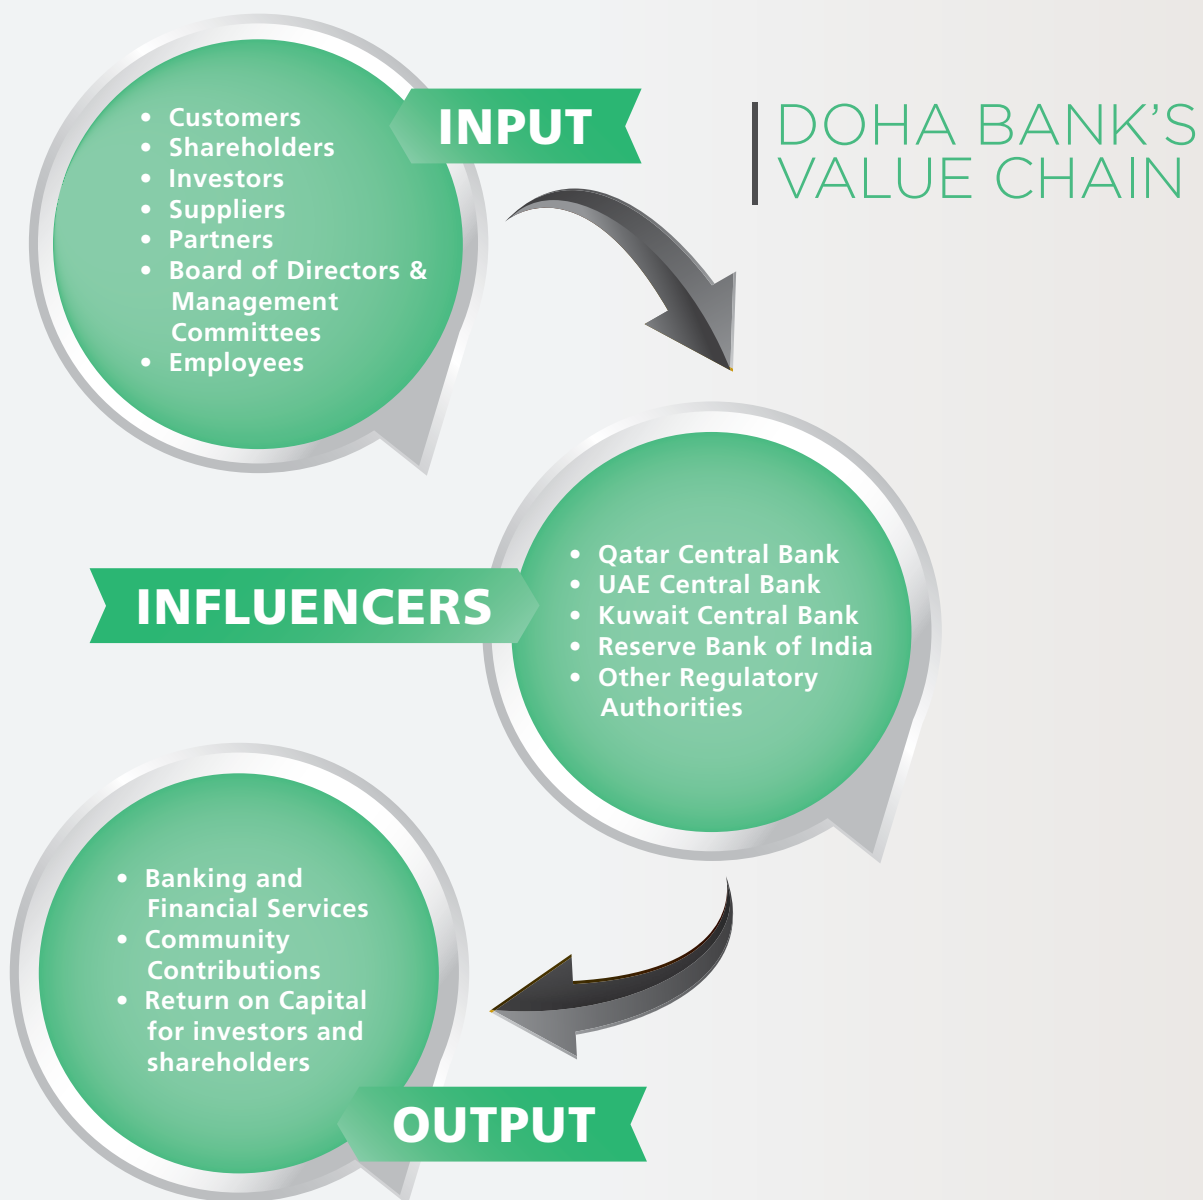 DOHA BANK'S
VALUE CHAIN
INPUT
• Customers
• Shareholders
• Investors
• Suppliers
• Partners
• Board of Directors &
Management
Committees
• Employees
INFLUENCERS
• Qatar Central Bank
• UAE Central Bank
• Kuwait Central Bank
• Reserve Bank of India
• Other Regulatory
Authorities
• Banking and
Financial Services
• Community
Contributions
• Return on Capital
for investors and
shareholders
OUTPUT